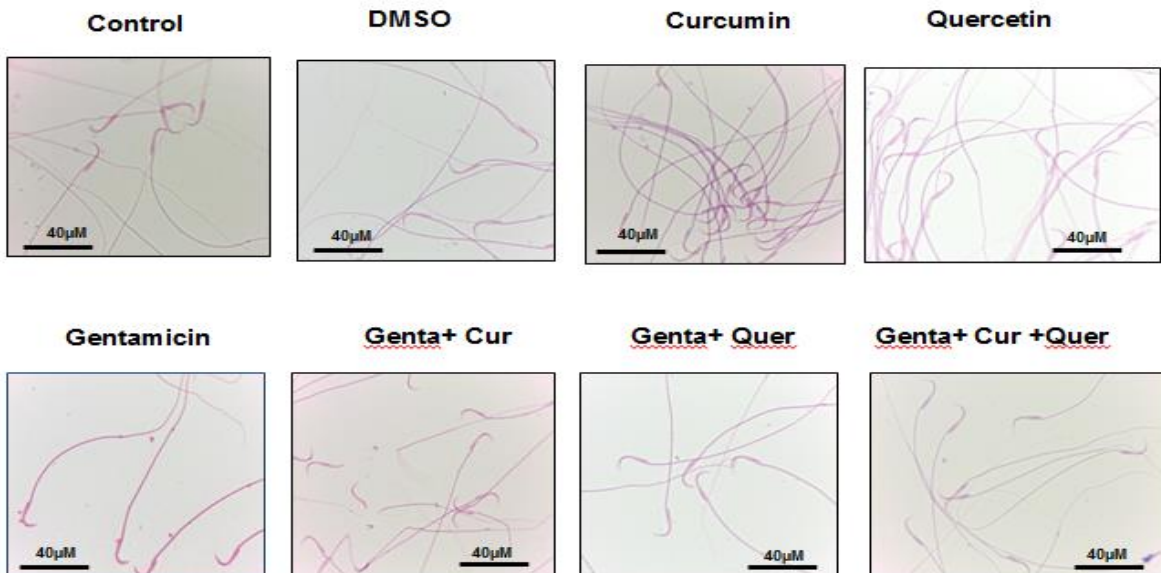 Control DMSO Curcumin Quercetin
40µM 40µM 40µM 40µM
Gentamicin Genta+ Cur Genta+ Quer Genta+ Cur +Quer
40µM 40µM 40µM 40µM